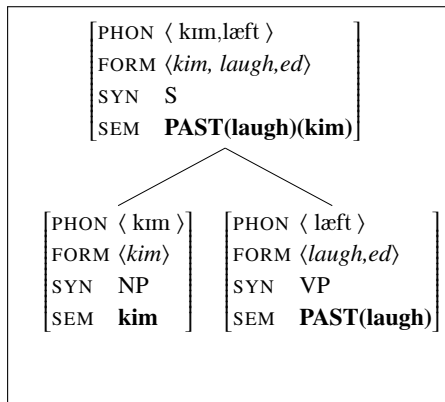 PHON ⟨ kɪm,læft ⟩
FORM ⟨kim, laugh,ed⟩
SYN S
SEM PAST(laugh)(kim)
PHON ⟨ kɪm ⟩
FORM ⟨kim⟩
SYN NP
SEM kim
PHON ⟨ læft ⟩
FORM ⟨laugh,ed⟩
SYN VP
SEM PAST(laugh)